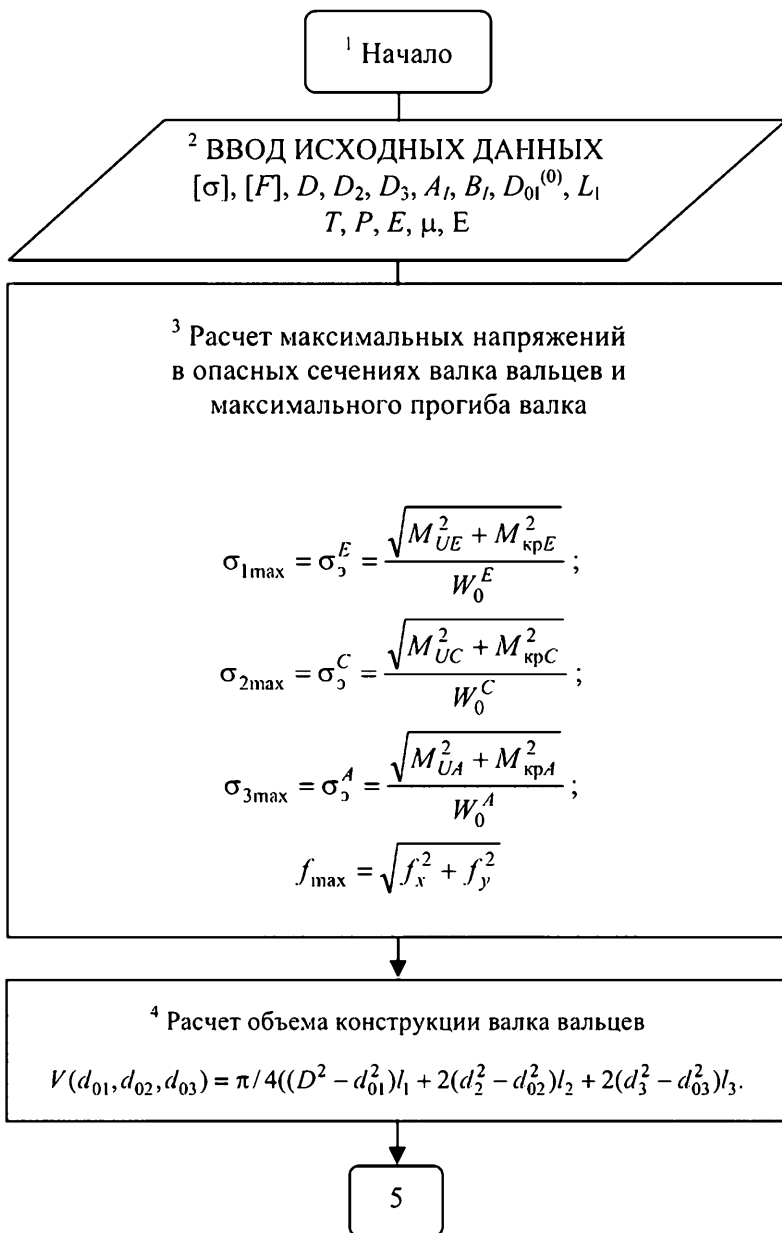 1 Начало
2 ВВОД ИСХОДНЫХ ДАННЫХ
[σ], [F], D, D₂, D₃, A_l, B_l, D₀₁⁽⁰⁾, L₁
T, P, E, μ, E
3 Расчет максимальных напряжений
в опасных сечениях валка вальцев и
максимального прогиба валка
σ₁max = σ_э^E = √(M²_UE + M²_крE) / W₀^E ;
σ₂max = σ_э^C = √(M²_UC + M²_крC) / W₀^C ;
σ₃max = σ_э^A = √(M²_UA + M²_крA) / W₀^A ;
f_max = √(f_x² + f_y²)
4 Расчет объема конструкции валка вальцев
V(d₀₁, d₀₂, d₀₃) = π/4((D² − d₀₁²)l₁ + 2(d₂² − d₀₂²)l₂ + 2(d₃² − d₀₃²)l₃.
5